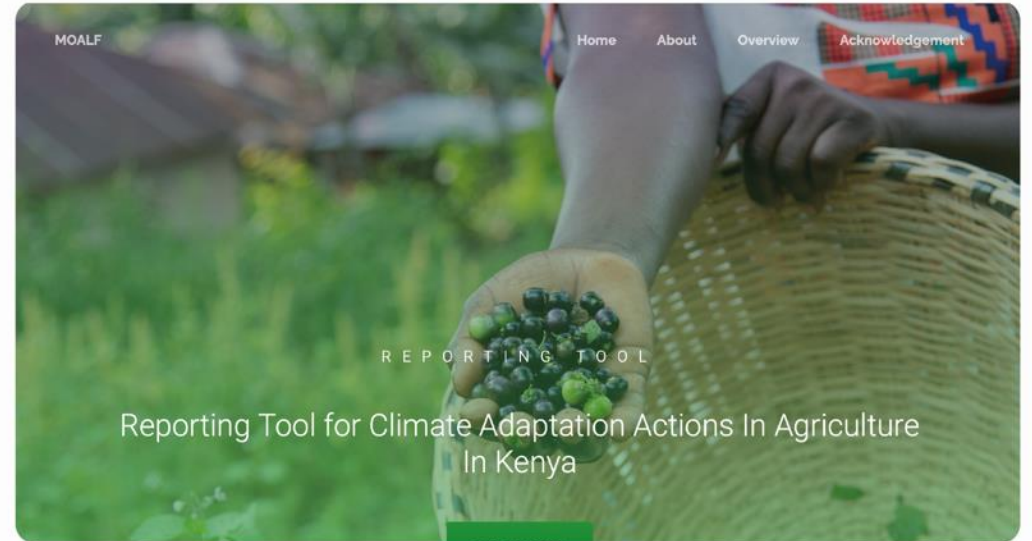 MOALF
Home About Overview Acknowledgement
REPORTING TOOL
Reporting Tool for Climate Adaptation Actions In Agriculture
In Kenya